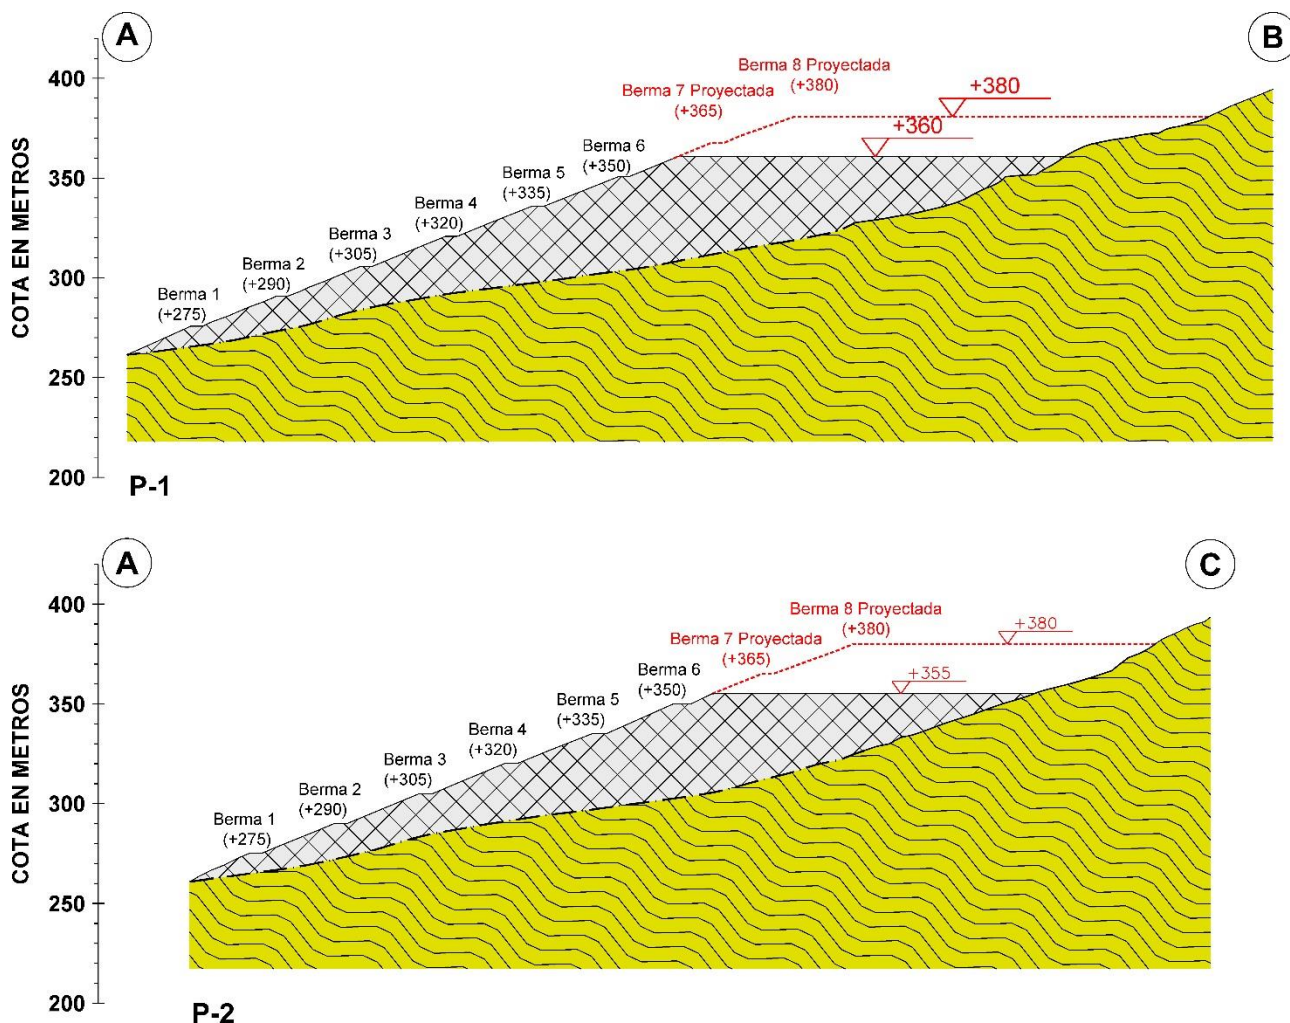 A
B
COTA EN METROS
400
350
300
250
200
Berma 8 Proyectada
(+380)
Berma 7 Proyectada
(+365)
+380
+360
Berma 6
(+350)
Berma 5
(+335)
Berma 4
(+320)
Berma 3
(+305)
Berma 2
(+290)
Berma 1
(+275)
P-1
A
C
COTA EN METROS
400
350
300
250
200
Berma 8 Proyectada
(+380)
Berma 7 Proyectada
(+365)
+380
+355
Berma 6
(+350)
Berma 5
(+335)
Berma 4
(+320)
Berma 3
(+305)
Berma 2
(+290)
Berma 1
(+275)
P-2